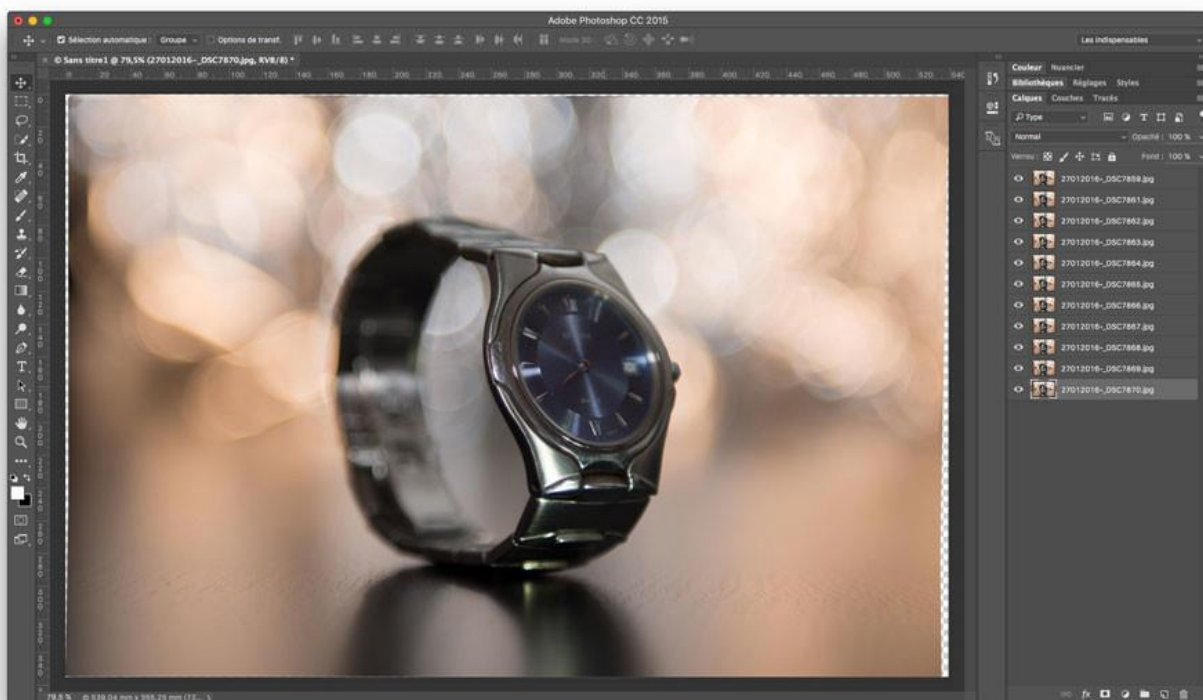 Adobe Photoshop CC 2015
Sélection automatique : Groupe Options de transf.
Les indispensables
© Sans titre1 @ 79,5% (27012016-_DSC7870.jpg, RVB/8) *
Couleur Nuancier
Bibliothèques Réglages Styles
Calques Couches Tracés
Type
Normal Opacité : 100 %
Verrou : Fond : 100 %
27012016-_DSC7859.jpg
27012016-_DSC7861.jpg
27012016-_DSC7862.jpg
27012016-_DSC7863.jpg
27012016-_DSC7864.jpg
27012016-_DSC7865.jpg
27012016-_DSC7866.jpg
27012016-_DSC7867.jpg
27012016-_DSC7868.jpg
27012016-_DSC7869.jpg
27012016-_DSC7870.jpg
79,5 %